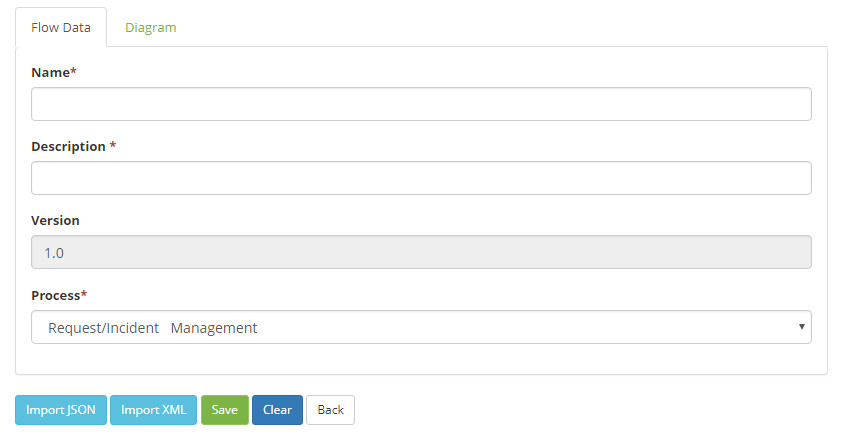 Flow Data Diagram
Name*
Description *
Version
1.0
Process*
Request/Incident Management
Import JSON Import XML Save Clear Back